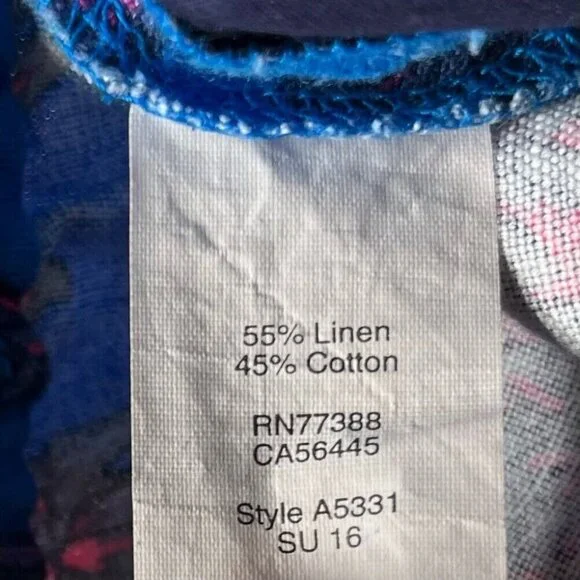 55% Linen
45% Cotton
RN77388
CA56445
Style A5331
SU 16